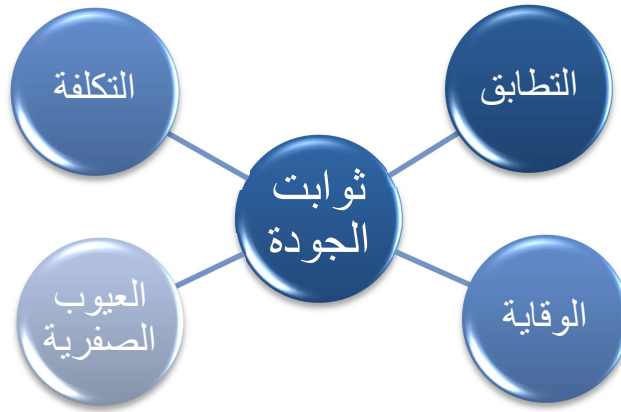 التطابق
التكلفة
ثوابت
الجودة
الوقاية
العيوب
الصفرية